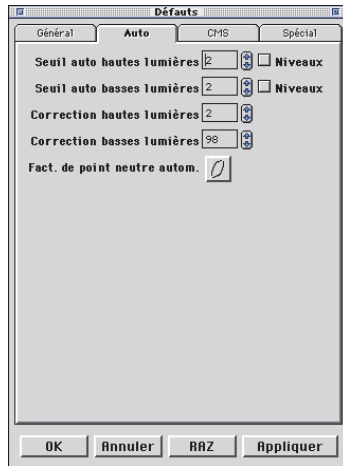 Défauts
Général Auto CMS Spécial
Seuil auto hautes lumières 2 Niveaux
Seuil auto basses lumières 2 Niveaux
Correction hautes lumières 2
Correction basses lumières 98
Fact. de point neutre autom.
OK Annuler RAZ Appliquer